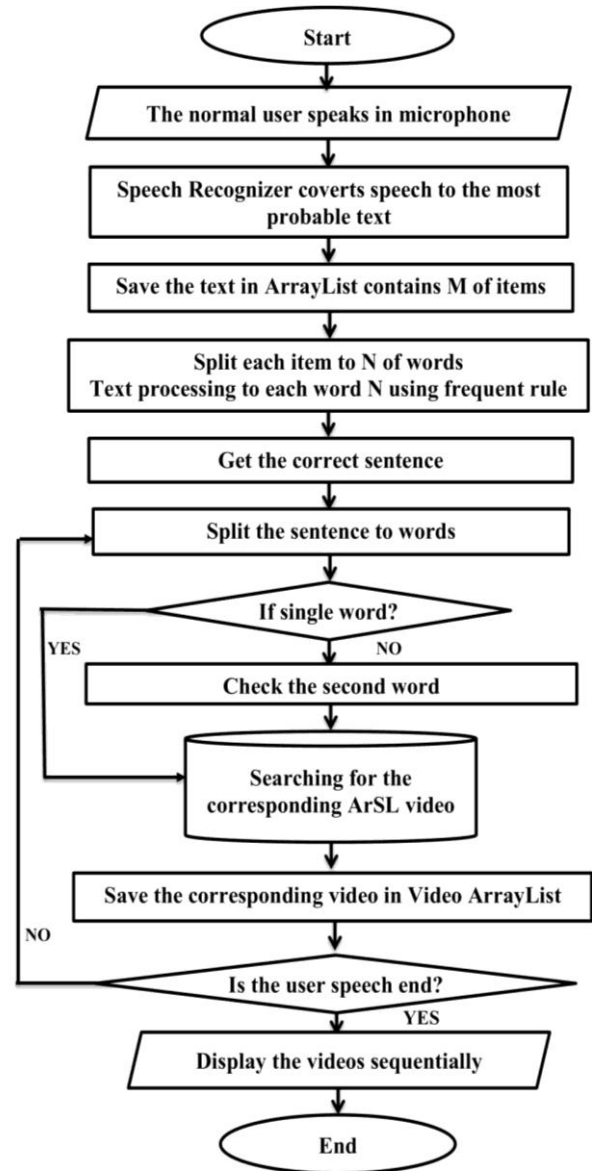 Start
The normal user speaks in microphone
Speech Recognizer coverts speech to the most
probable text
Save the text in ArrayList contains M of items
Split each item to N of words
Text processing to each word N using frequent rule
Get the correct sentence
Split the sentence to words
If single word?
YES
NO
Check the second word
Searching for the
corresponding ArSL video
Save the corresponding video in Video ArrayList
NO
Is the user speech end?
YES
Display the videos sequentially
End